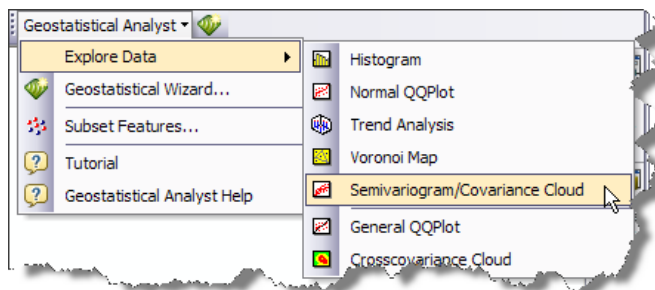 Geostatistical Analyst
Explore Data
Geostatistical Wizard...
Subset Features...
Tutorial
Geostatistical Analyst Help
Histogram
Normal QQPlot
Trend Analysis
Voronoi Map
Semivariogram/Covariance Cloud
General QQPlot
Crosscovariance Cloud